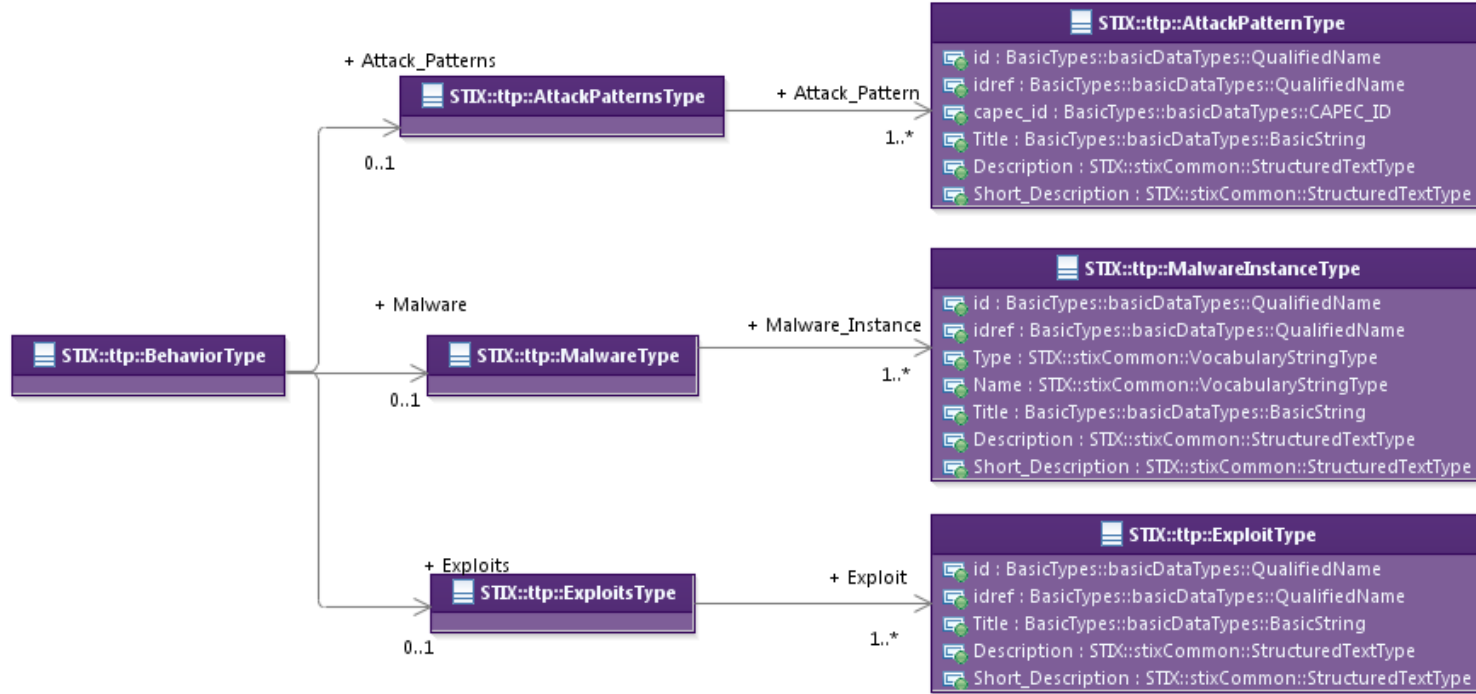 STIX::ttp::AttackPatternType
id : BasicTypes::basicDataTypes::QualifiedName
idref : BasicTypes::basicDataTypes::QualifiedName
capec_id : BasicTypes::basicDataTypes::CAPEC_ID
Title : BasicTypes::basicDataTypes::BasicString
Description : STIX::stixCommon::StructuredTextType
Short_Description : STIX::stixCommon::StructuredTextType
+ Attack_Patterns
STIX::ttp::AttackPatternsType
0..1
+ Attack_Pattern
1..*
STIX::ttp::MalwareInstanceType
id : BasicTypes::basicDataTypes::QualifiedName
idref : BasicTypes::basicDataTypes::QualifiedName
Type : STIX::stixCommon::VocabularyStringType
Name : STIX::stixCommon::VocabularyStringType
Title : BasicTypes::basicDataTypes::BasicString
Description : STIX::stixCommon::StructuredTextType
Short_Description : STIX::stixCommon::StructuredTextType
+ Malware
STIX::ttp::BehaviorType
STIX::ttp::MalwareType
0..1
+ Malware_Instance
1..*
STIX::ttp::ExploitType
id : BasicTypes::basicDataTypes::QualifiedName
idref : BasicTypes::basicDataTypes::QualifiedName
Title : BasicTypes::basicDataTypes::BasicString
Description : STIX::stixCommon::StructuredTextType
Short_Description : STIX::stixCommon::StructuredTextType
+ Exploits
STIX::ttp::ExploitsType
0..1
+ Exploit
1..*